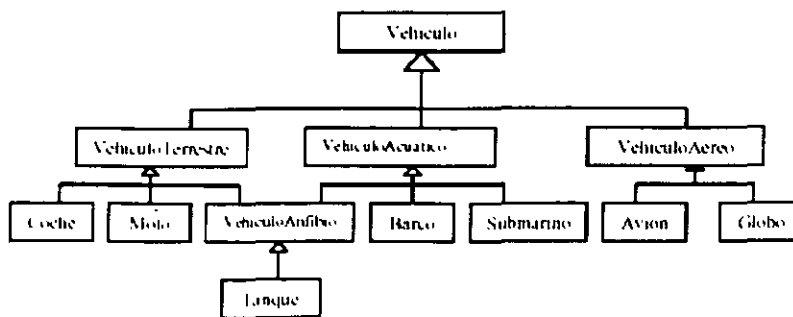 Vehiculo
VehiculoTerrestre
VehiculoAcuatico
VehiculoAereo
Coche
Moto
VehiculoAnfibio
Barco
Submarino
Avion
Globo
Tanque